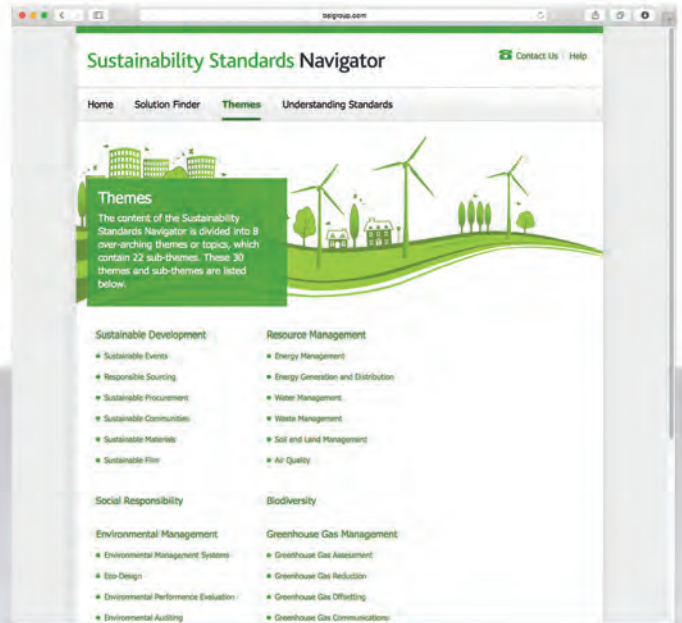 bsigroup.com
Sustainability Standards Navigator
Contact Us
Help
Home
Solution Finder
Themes
Understanding Standards
Themes
The content of the Sustainability
Standards Navigator is divided into 8
over-arching themes or topics, which
contain 22 sub-themes. These 30
themes and sub-themes are listed
below.
Sustainable Development
Sustainable Events
Responsible Sourcing
Sustainable Procurement
Sustainable Communities
Sustainable Materials
Sustainable Film
Resource Management
Energy Management
Energy Generation and Distribution
Water Management
Waste Management
Soil and Land Management
Air Quality
Social Responsibility
Biodiversity
Environmental Management
Environmental Management Systems
Eco-Design
Environmental Performance Evaluation
Environmental Auditing
Greenhouse Gas Management
Greenhouse Gas Assessment
Greenhouse Gas Reduction
Greenhouse Gas Offsetting
Greenhouse Gas Communications